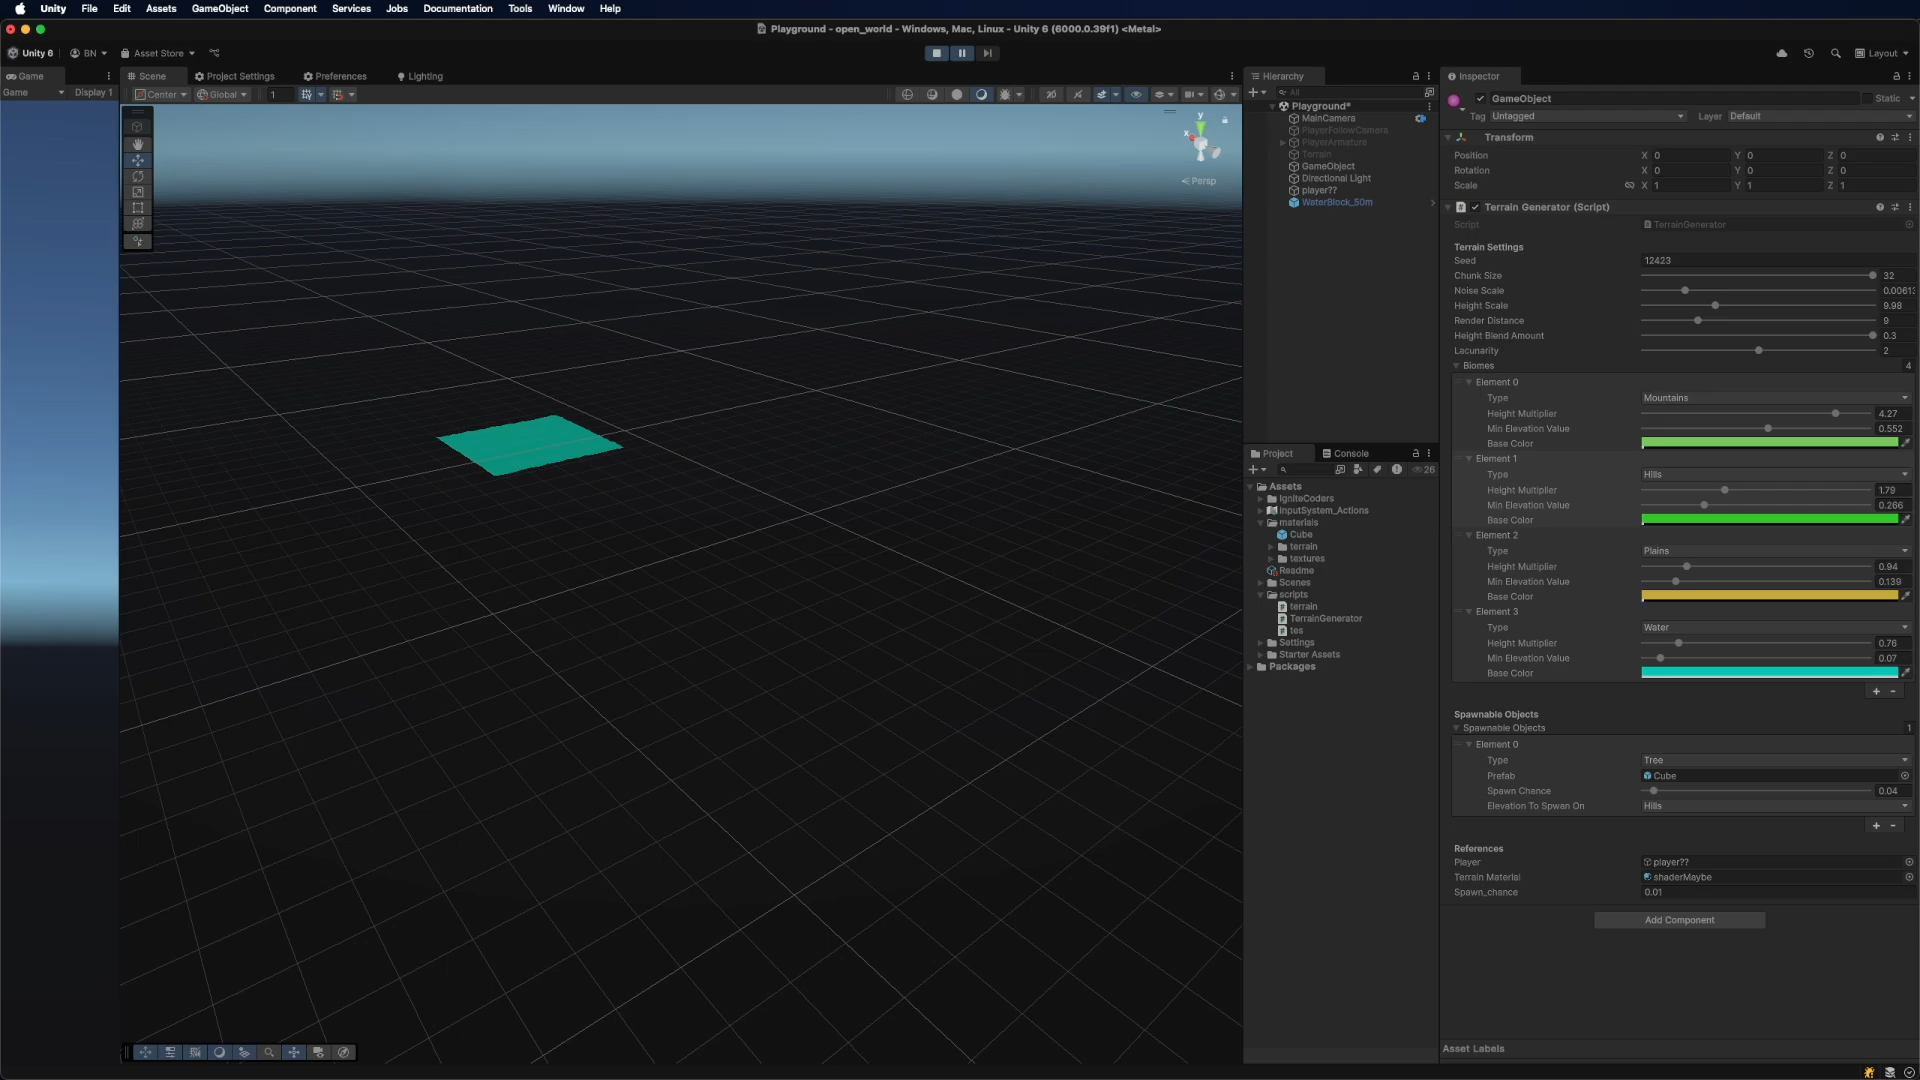 Unity File Edit Assets GameObject Component Services Jobs Documentation Tools Window Help
Playground - open_world - Windows, Mac, Linux - Unity 6 (6000.0.39f1) <Metal>
Unity 6 BN Asset Store Layout
Game
Game Display 1
Scene Project Settings Preferences Lighting
Center Global 1
y
x
Persp
Hierarchy
All
Playground*
MainCamera
PlayerFollowCamera
PlayerArmature
Terrain
GameObject
Directional Light
player??
WaterBlock_50m
Project Console
26
Assets
IgniteCoders
InputSystem_Actions
materials
Cube
terrain
textures
Readme
Scenes
scripts
terrain
TerrainGenerator
tes
Settings
Starter Assets
Packages
Inspector
GameObject Static
Tag Untagged Layer Default
Transform
Position X 0 Y 0 Z 0
Rotation X 0 Y 0 Z 0
Scale X 1 Y 1 Z 1
Terrain Generator (Script)
Script TerrainGenerator
Terrain Settings
Seed 12423
Chunk Size 32
Noise Scale 0.00613
Height Scale 9.98
Render Distance 9
Height Blend Amount 0.3
Lacunarity 2
Biomes 4
Element 0
Type Mountains
Height Multiplier 4.27
Min Elevation Value 0.552
Base Color
Element 1
Type Hills
Height Multiplier 1.79
Min Elevation Value 0.266
Base Color
Element 2
Type Plains
Height Multiplier 0.94
Min Elevation Value 0.139
Base Color
Element 3
Type Water
Height Multiplier 0.76
Min Elevation Value 0.07
Base Color
Spawnable Objects
Spawnable Objects 1
Element 0
Type Tree
Prefab Cube
Spawn Chance 0.04
Elevation To Spwan On Hills
References
Player player??
Terrain Material shaderMaybe
Spawn_chance 0.01
Add Component
Asset Labels